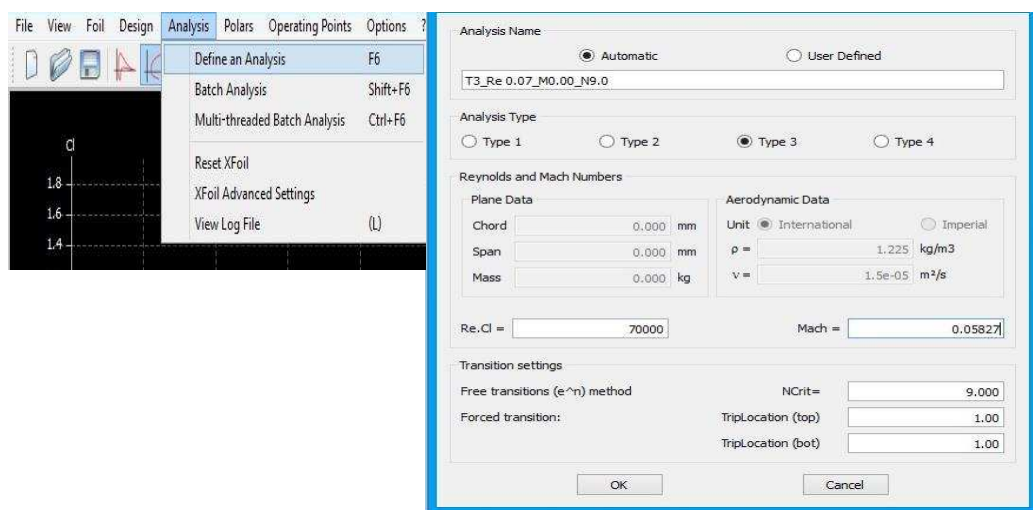 File View Foil Design Analysis Polars Operating Points Options ?
Define an Analysis F6
Batch Analysis Shift+F6
Multi-threaded Batch Analysis Ctrl+F6
Reset XFoil
XFoil Advanced Settings
View Log File (L)
Cl
1.8
1.6
1.4
Analysis Name
Automatic User Defined
T3_Re 0.07_M0.00_N9.0
Analysis Type
Type 1 Type 2 Type 3 Type 4
Reynolds and Mach Numbers
Plane Data Aerodynamic Data
Chord 0.000 mm Unit International Imperial
Span 0.000 mm ρ = 1.225 kg/m3
Mass 0.000 kg ν = 1.5e-05 m²/s
Re.Cl = 70000 Mach = 0.05827
Transition settings
Free transitions (e^n) method NCrit= 9.000
Forced transition: TripLocation (top) 1.00
TripLocation (bot) 1.00
OK Cancel